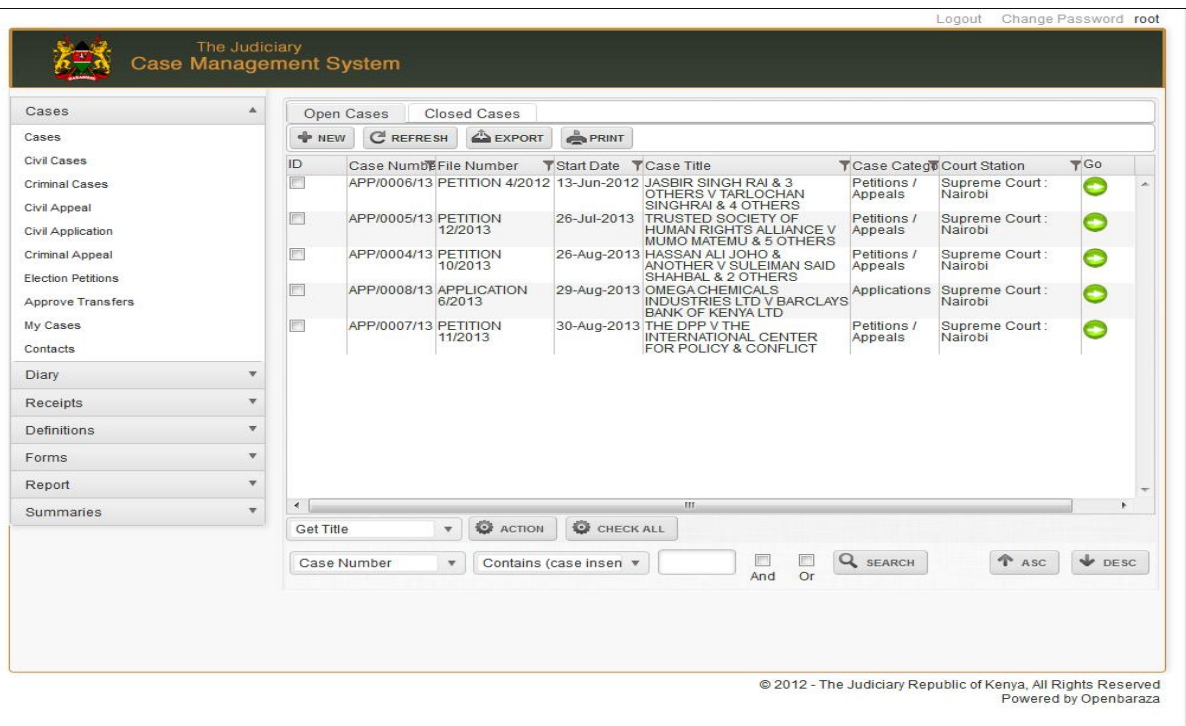 Logout Change Password root
The Judiciary
Case Management System
Cases
Cases
Civil Cases
Criminal Cases
Civil Appeal
Civil Application
Criminal Appeal
Election Petitions
Approve Transfers
My Cases
Contacts
Diary
Receipts
Definitions
Forms
Report
Summaries
Open Cases Closed Cases
NEW REFRESH EXPORT PRINT
ID Case Numbe File Number Start Date Case Title Case Catego Court Station Go
APP/0006/13 PETITION 4/2012 13-Jun-2012 JASBIR SINGH RAI & 3 Petitions / Supreme Court :
OTHERS V TARLOCHAN Appeals Nairobi
SINGHRAI & 4 OTHERS
APP/0005/13 PETITION 26-Jul-2013 TRUSTED SOCIETY OF Petitions / Supreme Court :
12/2013 HUMAN RIGHTS ALLIANCE V Appeals Nairobi
MUMO MATEMU & 5 OTHERS
APP/0004/13 PETITION 26-Aug-2013 HASSAN ALI JOHO & Petitions / Supreme Court :
10/2013 ANOTHER V SULEIMAN SAID Appeals Nairobi
SHAHBAL & 2 OTHERS
APP/0008/13 APPLICATION 29-Aug-2013 OMEGA CHEMICALS Applications Supreme Court :
6/2013 INDUSTRIES LTD V BARCLAYS Nairobi
BANK OF KENYA LTD
APP/0007/13 PETITION 30-Aug-2013 THE DPP V THE Petitions / Supreme Court :
11/2013 INTERNATIONAL CENTER Appeals Nairobi
FOR POLICY & CONFLICT
Get Title ACTION CHECK ALL
Case Number Contains (case insen And Or SEARCH ASC DESC
© 2012 - The Judiciary Republic of Kenya, All Rights Reserved
Powered by Openbaraza